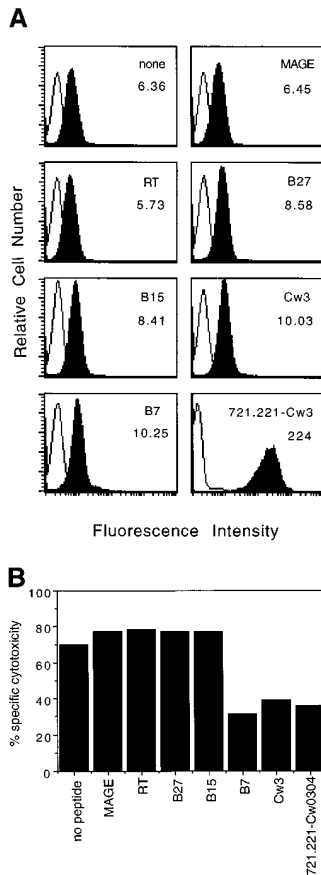 A
none
6.36
MAGE
6.45
RT
5.73
B27
8.58
B15
8.41
Cw3
10.03
B7
10.25
721.221-Cw3
224
Relative Cell Number
Fluorescence Intensity
B
% specific cytotoxicity
100
80
60
40
20
0
no peptide
MAGE
RT
B27
B15
B7
Cw3
721.221-Cw0304